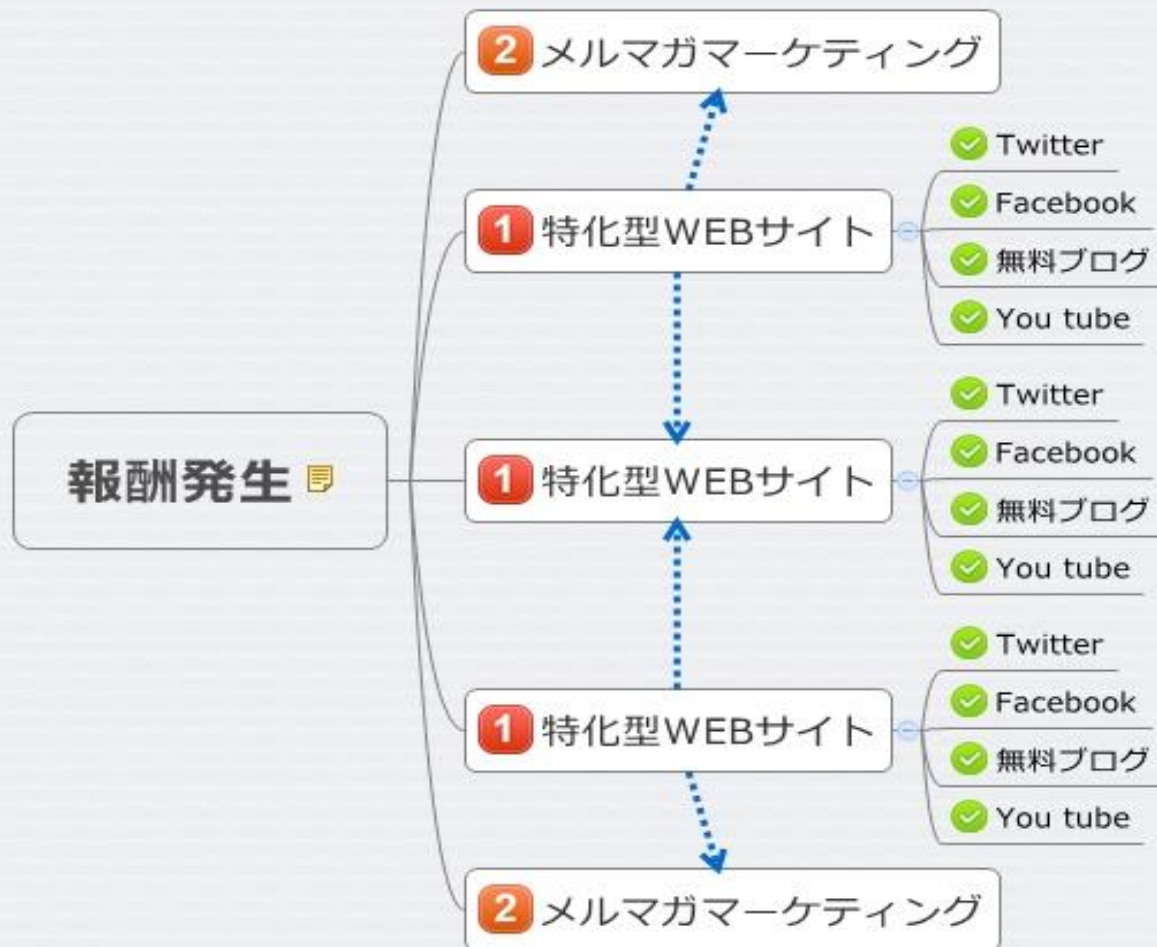 2 メルマガマーケティング
1 特化型WEBサイト
Twitter
Facebook
無料ブログ
You tube
報酬発生
1 特化型WEBサイト
Twitter
Facebook
無料ブログ
You tube
1 特化型WEBサイト
Twitter
Facebook
無料ブログ
You tube
2 メルマガマーケティング